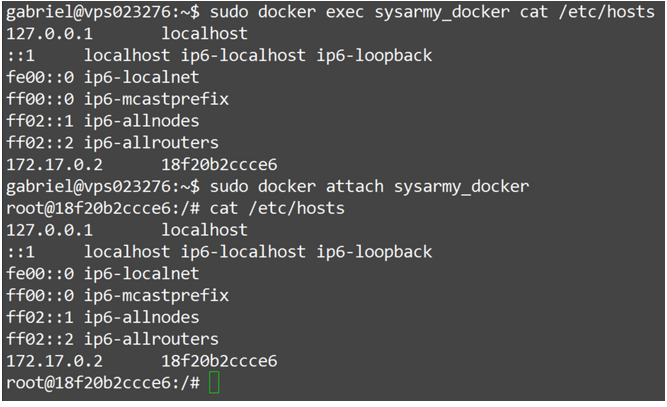 gabriel@vps023276:~$ sudo docker exec sysarmy_docker cat /etc/hosts
127.0.0.1       localhost
::1     localhost ip6-localhost ip6-loopback
fe00::0 ip6-localnet
ff00::0 ip6-mcastprefix
ff02::1 ip6-allnodes
ff02::2 ip6-allrouters
172.17.0.2      18f20b2ccce6
gabriel@vps023276:~$ sudo docker attach sysarmy_docker
root@18f20b2ccce6:/# cat /etc/hosts
127.0.0.1       localhost
::1     localhost ip6-localhost ip6-loopback
fe00::0 ip6-localnet
ff00::0 ip6-mcastprefix
ff02::1 ip6-allnodes
ff02::2 ip6-allrouters
172.17.0.2      18f20b2ccce6
root@18f20b2ccce6:/#